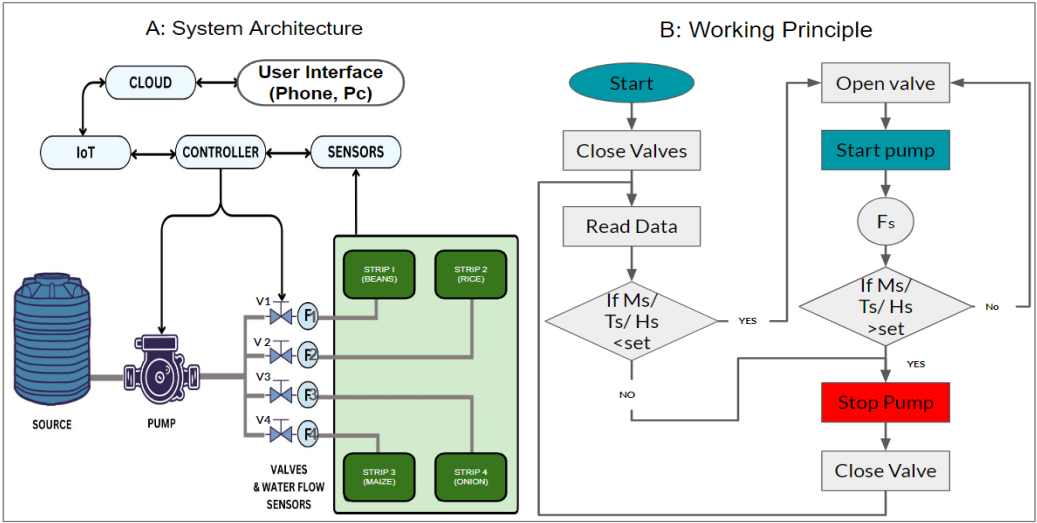 A: System Architecture
CLOUD
User Interface
(Phone, Pc)
IoT
CONTROLLER
SENSORS
STRIP 1
(BEANS)
STRIP 2
(RICE)
V1
F1
V 2
F2
V3
F3
V4
F4
STRIP 3
(MAIZE)
STRIP 4
(ONION)
SOURCE
PUMP
VALVES
& WATER FLOW
SENSORS
B: Working Principle
Start
Close Valves
Read Data
If Ms/
Ts/ Hs
<set
YES
NO
Open valve
Start pump
Fs
If Ms/
Ts/ Hs
>set
No
YES
Stop Pump
Close Valve